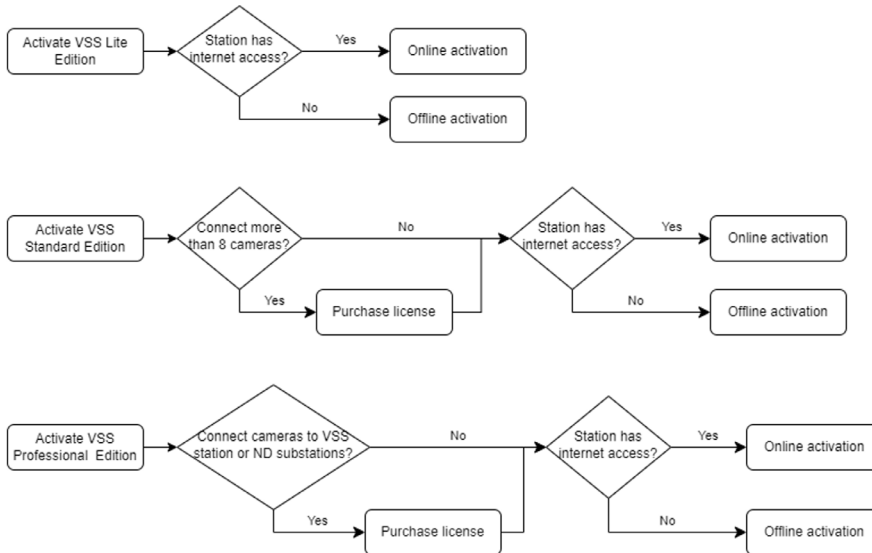 Activate VSS Lite
Edition
Station has
internet access?
Yes
Online activation
No
Offline activation
Activate VSS
Standard Edition
Connect more
than 8 cameras?
No
Yes
Purchase license
Station has
internet access?
Yes
Online activation
No
Offline activation
Activate VSS
Professional Edition
Connect cameras to VSS
station or ND substations?
No
Yes
Purchase license
Station has
internet access?
Yes
Online activation
No
Offline activation